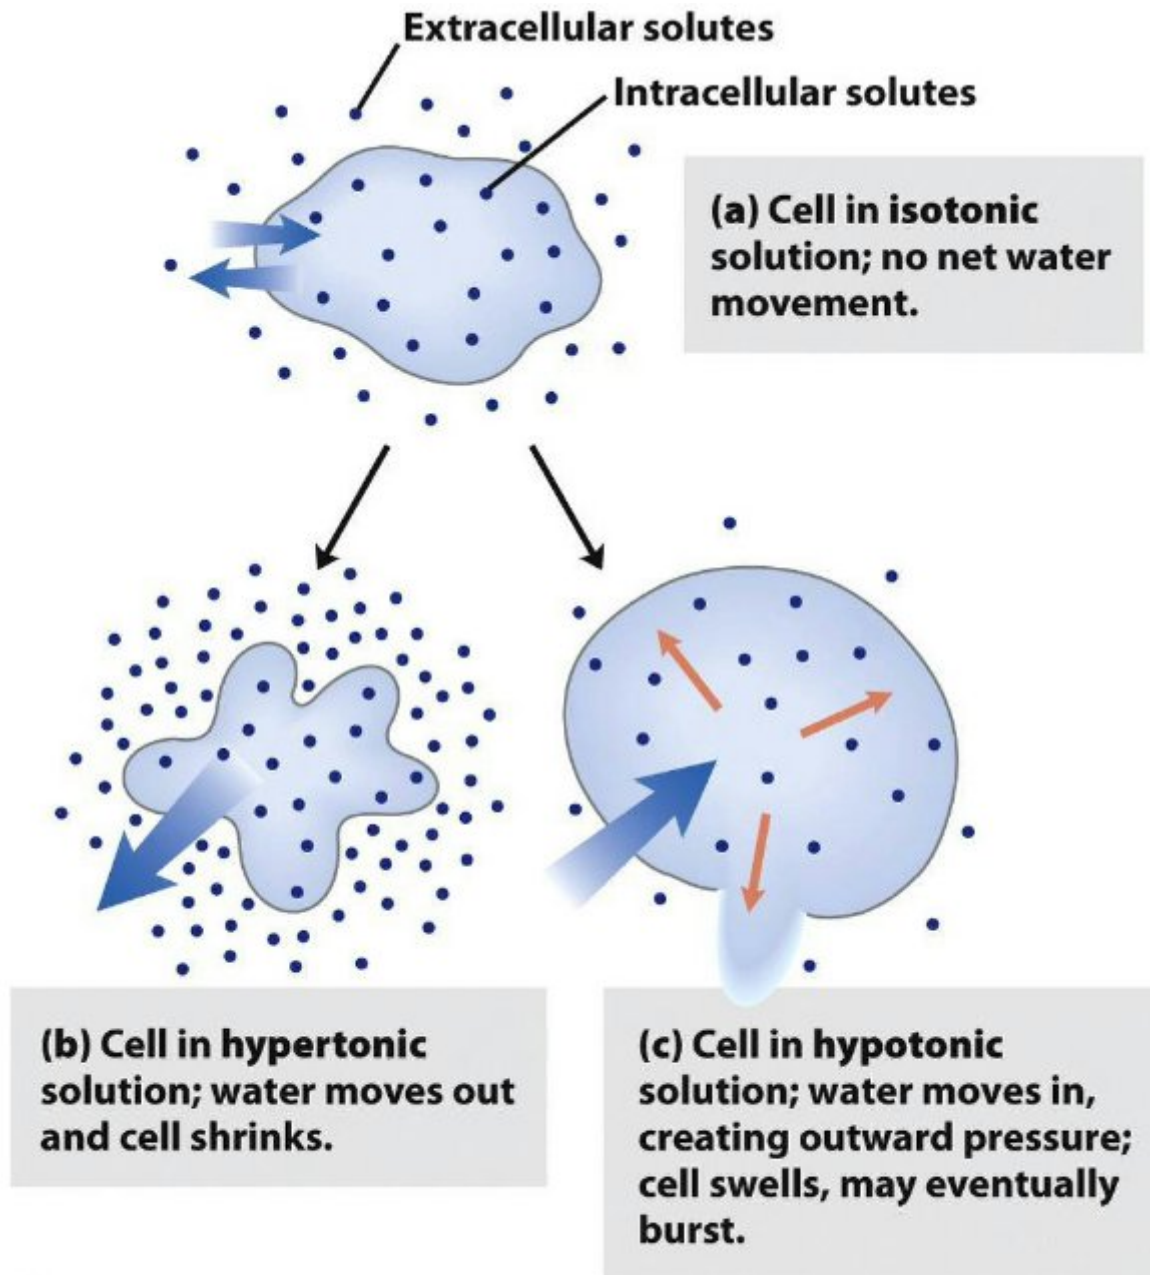 Extracellular solutes
Intracellular solutes
(a) Cell in isotonic
solution; no net water
movement.
(b) Cell in hypertonic
solution; water moves out
and cell shrinks.
(c) Cell in hypotonic
solution; water moves in,
creating outward pressure;
cell swells, may eventually
burst.